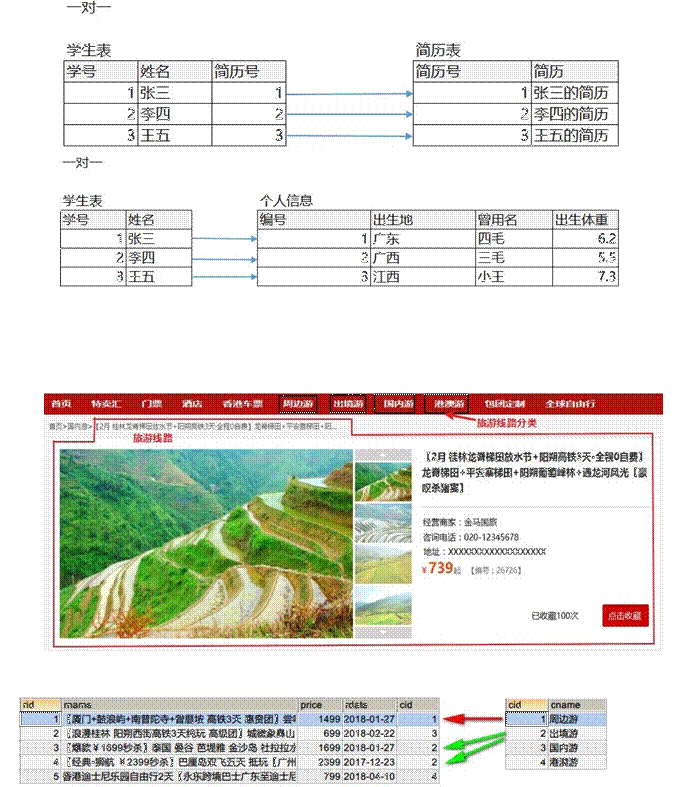 一对一
学生表 简历表
学号 姓名 简历号 简历号 简历
1 张三 1 1 张三的简历
2 李四 2 2 李四的简历
3 王五 3 3 王五的简历
一对一
学生表 个人信息
学号 姓名 编号 出生地 曾用名 出生体重
1 张三 1 广东 四毛 6.2
2 李四 2 广西 三毛 5.5
3 王五 3 江西 小王 7.3
首页 特卖汇 门票 酒店 香港车票 周边游 出境游 国内游 港澳游 包团定制 全球自由行
旅游线路分类
首页>国内游>【2月 桂林龙脊梯田放水节+阳朔高铁3天-全程0自费】龙脊梯田+平安寨梯田+阳...
旅游线路
【2月 桂林龙脊梯田放水节+阳朔高铁3天-全程0自费】
龙脊梯田+平安寨梯田+阳朔葡萄峰林+遇龙河风光【豪
叹杀猪宴】
经营商家：金马国旅
咨询电话：020-12345678
地址：XXXXXXXXXXXXXXXXXXX
¥739起 【编号：26726】
已收藏100次 点击收藏
rid rname price rdate cid cid cname
1 【厦门+鼓浪屿+南普陀寺+曾厝垵 高铁3天 惠贵团】尝 1499 2018-01-27 1 1 周边游
2 【浪漫桂林 阳朔西街高铁3天纯玩 高级团】城徽象鼻山 699 2018-02-22 3 2 出境游
3 【爆款￥1699秒杀】泰国 曼谷 芭堤雅 金沙岛 1699 2018-01-27 2 3 国内游
4 【经典-狮航 ￥2399秒杀】巴厘岛双飞五天 抵玩【广州 2399 2017-12-23 2 4 港澳游
5 香港迪士尼乐园自由行2天【永东跨境巴士广东至迪士尼 799 2018-04-10 4